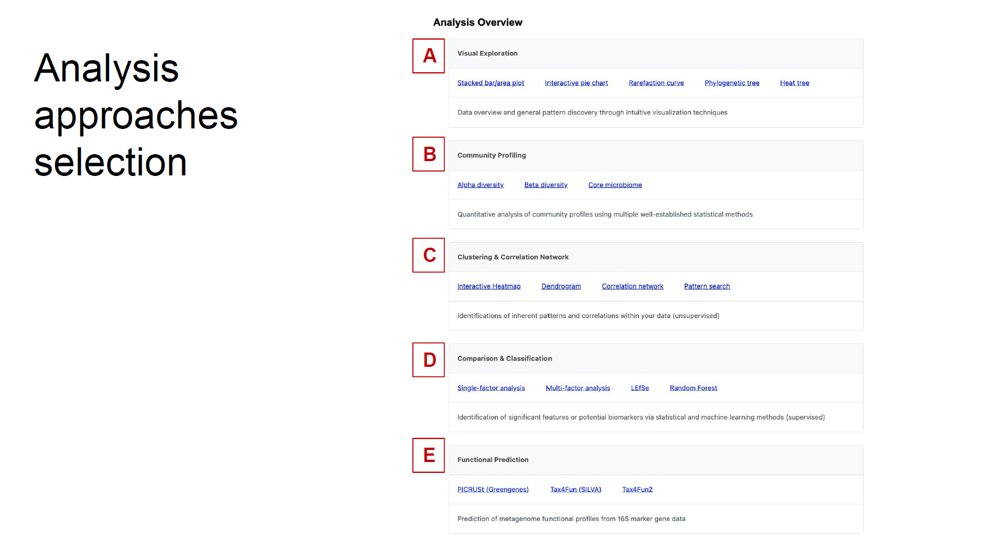 Analysis
approaches
selection
Analysis Overview
A
Visual Exploration
Stacked bar/area plot Interactive pie chart Rarefaction curve Phylogenetic tree Heat tree
Data overview and general pattern discovery through intuitive visualization techniques
B
Community Profiling
Alpha diversity Beta diversity Core microbiome
Quantitative analysis of community profiles using multiple well-established statistical methods
C
Clustering & Correlation Network
Interactive Heatmap Dendrogram Correlation network Pattern search
Identifications of inherent patterns and correlations within your data (unsupervised)
D
Comparison & Classification
Single-factor analysis Multi-factor analysis LEfSe Random Forest
Identification of significant features or potential biomarkers via statistical and machine learning methods (supervised)
E
Functional Prediction
PICRUSt (Greengenes) Tax4Fun (SILVA) Tax4Fun2
Prediction of metagenome functional profiles from 16S marker gene data